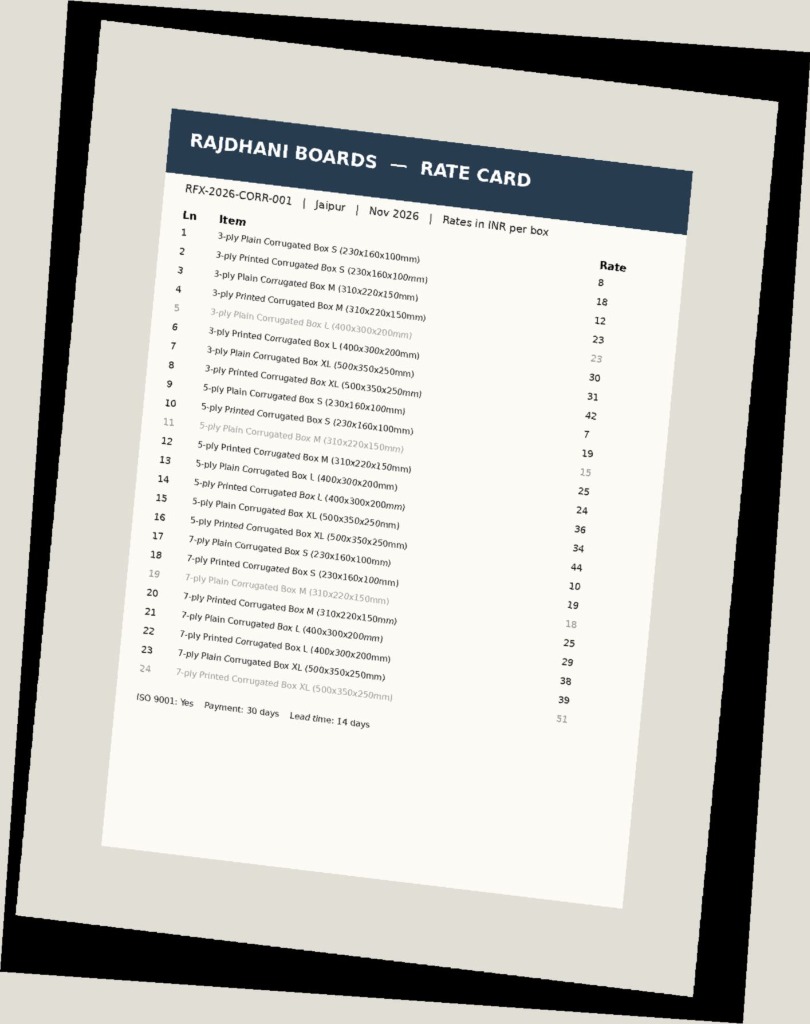 RAJDHANI BOARDS — RATE CARD
RFX-2026-CORR-001 | Jaipur | Nov 2026 | Rates in INR per box
Ln Item Rate
1 3-ply Plain Corrugated Box S (230x160x100mm) 8
2 3-ply Printed Corrugated Box S (230x160x100mm) 18
3 3-ply Plain Corrugated Box M (310x220x150mm) 12
4 3-ply Printed Corrugated Box M (310x220x150mm) 23
5 3-ply Plain Corrugated Box L (400x300x200mm) 23
6 3-ply Printed Corrugated Box L (400x300x200mm) 30
7 3-ply Plain Corrugated Box XL (500x350x250mm) 31
8 3-ply Printed Corrugated Box XL (500x350x250mm) 42
9 5-ply Plain Corrugated Box S (230x160x100mm) 7
10 5-ply Printed Corrugated Box S (230x160x100mm) 19
11 5-ply Plain Corrugated Box M (310x220x150mm) 15
12 5-ply Printed Corrugated Box M (310x220x150mm) 25
13 5-ply Plain Corrugated Box L (400x300x200mm) 24
14 5-ply Printed Corrugated Box L (400x300x200mm) 36
15 5-ply Plain Corrugated Box XL (500x350x250mm) 34
16 5-ply Printed Corrugated Box XL (500x350x250mm) 44
17 7-ply Plain Corrugated Box S (230x160x100mm) 10
18 7-ply Printed Corrugated Box S (230x160x100mm) 19
19 7-ply Plain Corrugated Box M (310x220x150mm) 18
20 7-ply Printed Corrugated Box M (310x220x150mm) 25
21 7-ply Plain Corrugated Box L (400x300x200mm) 29
22 7-ply Printed Corrugated Box L (400x300x200mm) 38
23 7-ply Plain Corrugated Box XL (500x350x250mm) 39
24 7-ply Printed Corrugated Box XL (500x350x250mm) 51
ISO 9001: Yes Payment: 30 days Lead time: 14 days